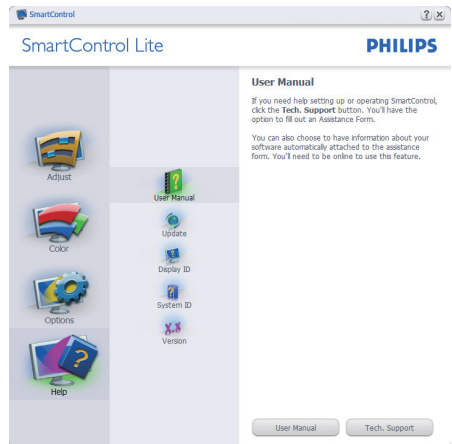 SmartControl
SmartControl Lite
PHILIPS
Adjust
Color
Options
Help
User Manual
Update
Display ID
System ID
X.X
Version
User Manual
If you need help setting up or operating SmartControl,
click the Tech. Support button. You'll have the
option to fill out an Assistance Form.
You can also choose to have information about your
software automatically attached to the assistance
form. You'll need to be online to use this feature.
User Manual
Tech. Support